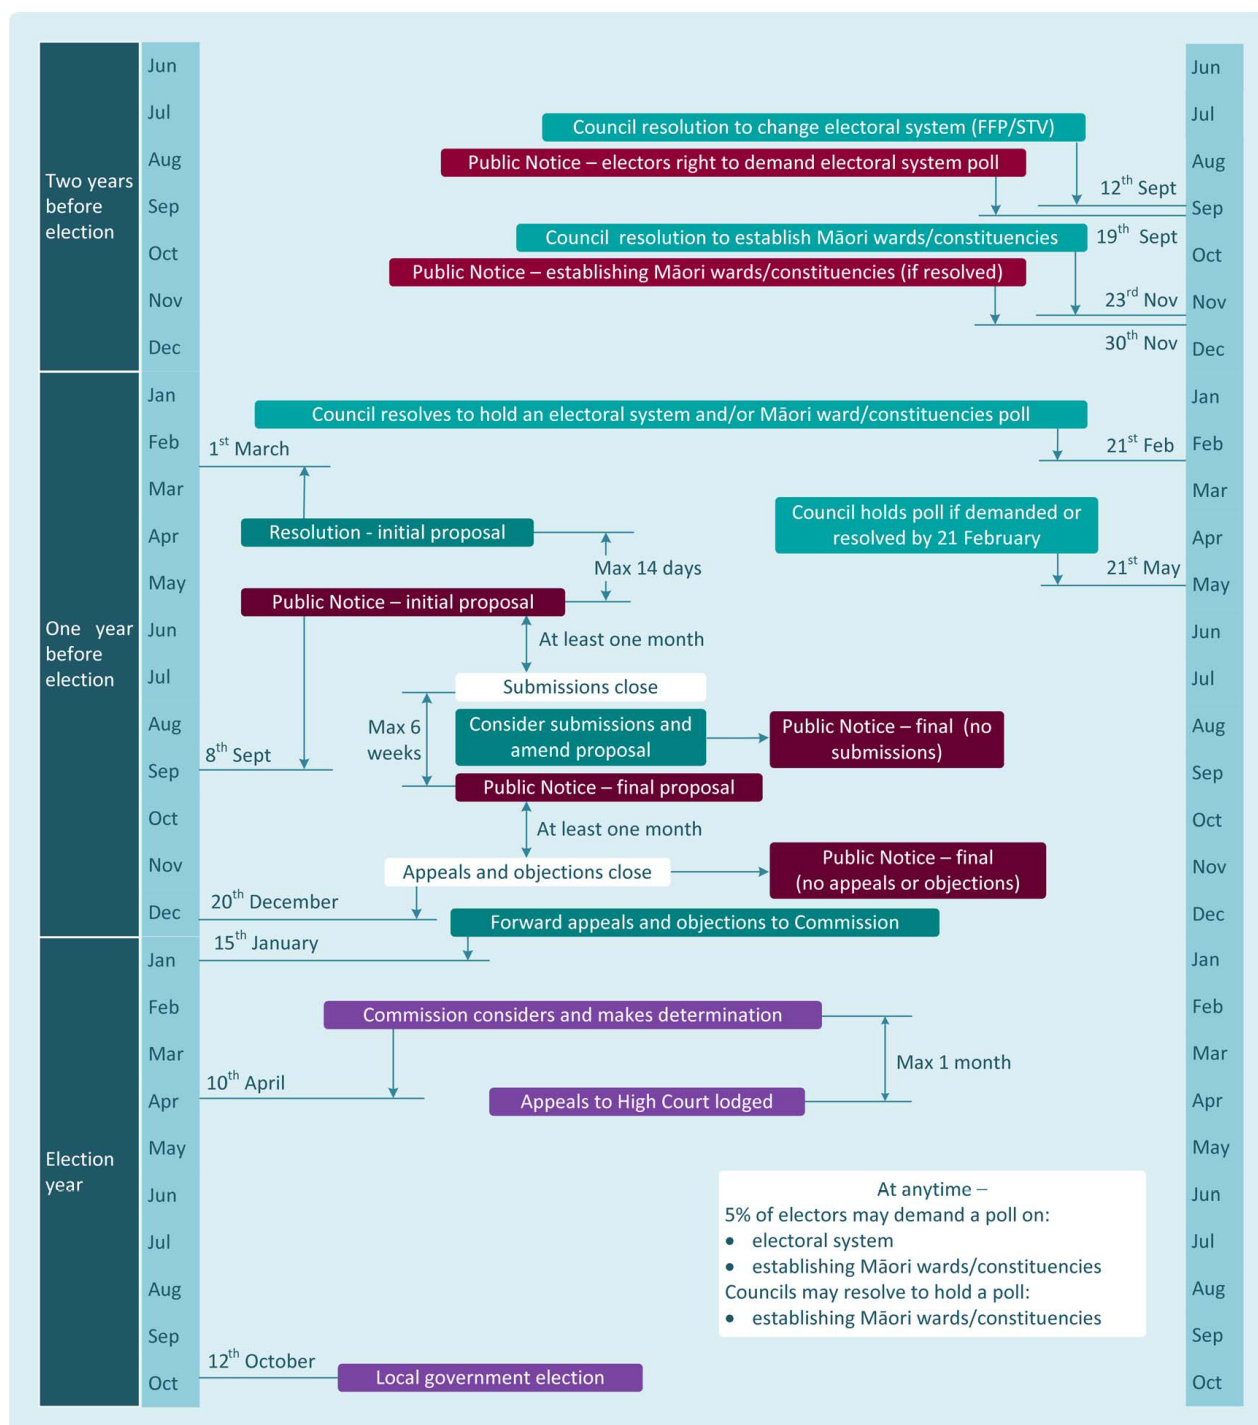 Two years
before
election
One year
before
election
Election
year
Jun
Jul
Aug
Sep
Oct
Nov
Dec
Jan
Feb
Mar
Apr
May
Jun
Jul
Aug
Sep
Oct
Nov
Dec
Jan
Feb
Mar
Apr
May
Jun
Jul
Aug
Sep
Oct
Council resolution to change electoral system (FFP/STV)
Public Notice – electors right to demand electoral system poll
12th Sept
Council resolution to establish Māori wards/constituencies
19th Sept
Public Notice – establishing Māori wards/constituencies (if resolved)
23rd Nov
30th Nov
Council resolves to hold an electoral system and/or Māori ward/constituencies poll
1st March
21st Feb
Resolution - initial proposal
Council holds poll if demanded or
resolved by 21 February
Max 14 days
21st May
Public Notice – initial proposal
At least one month
Submissions close
Max 6
weeks
Consider submissions and
amend proposal
Public Notice – final (no
submissions)
8th Sept
Public Notice – final proposal
At least one month
Appeals and objections close
Public Notice – final
(no appeals or objections)
20th December
Forward appeals and objections to Commission
15th January
Commission considers and makes determination
Max 1 month
10th April
Appeals to High Court lodged
At anytime –
5% of electors may demand a poll on:
• electoral system
• establishing Māori wards/constituencies
Councils may resolve to hold a poll:
• establishing Māori wards/constituencies
12th October
Local government election
Jun
Jul
Aug
Sep
Oct
Nov
Dec
Jan
Feb
Mar
Apr
May
Jun
Jul
Aug
Sep
Oct
Nov
Dec
Jan
Feb
Mar
Apr
May
Jun
Jul
Aug
Sep
Oct